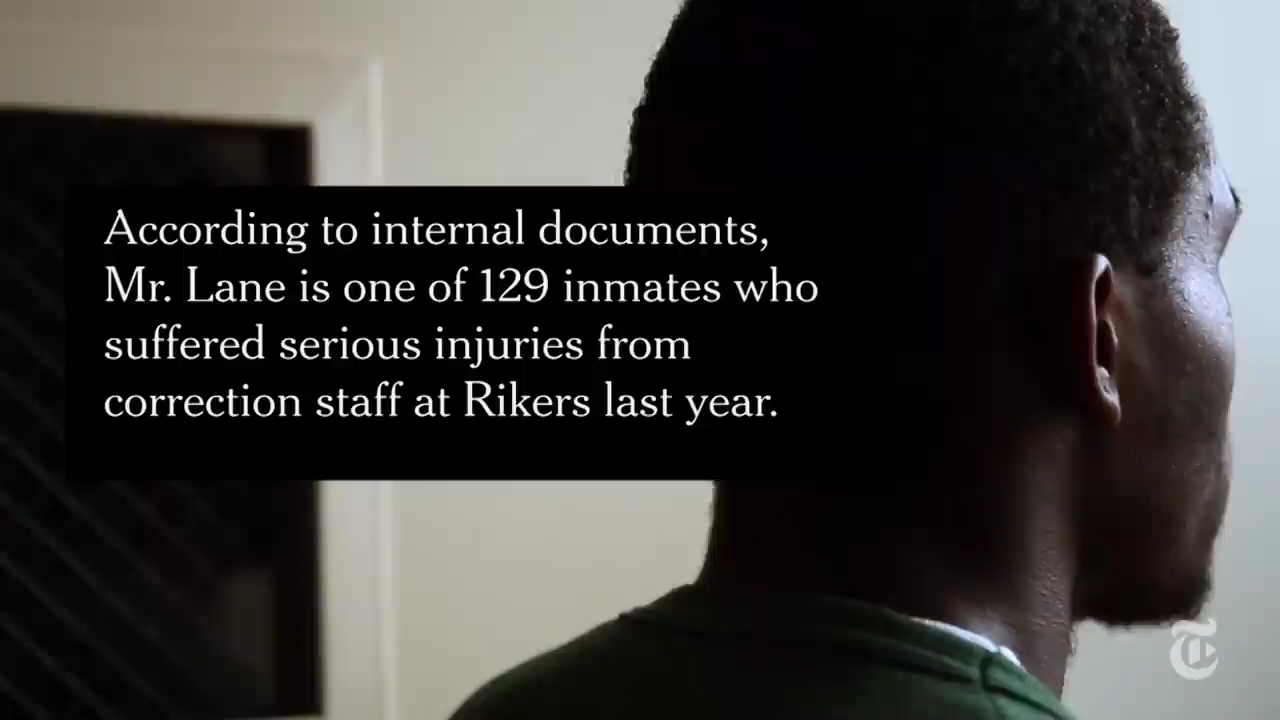 According to internal documents,
Mr. Lane is one of 129 inmates who
suffered serious injuries from
correction staff at Rikers last year.